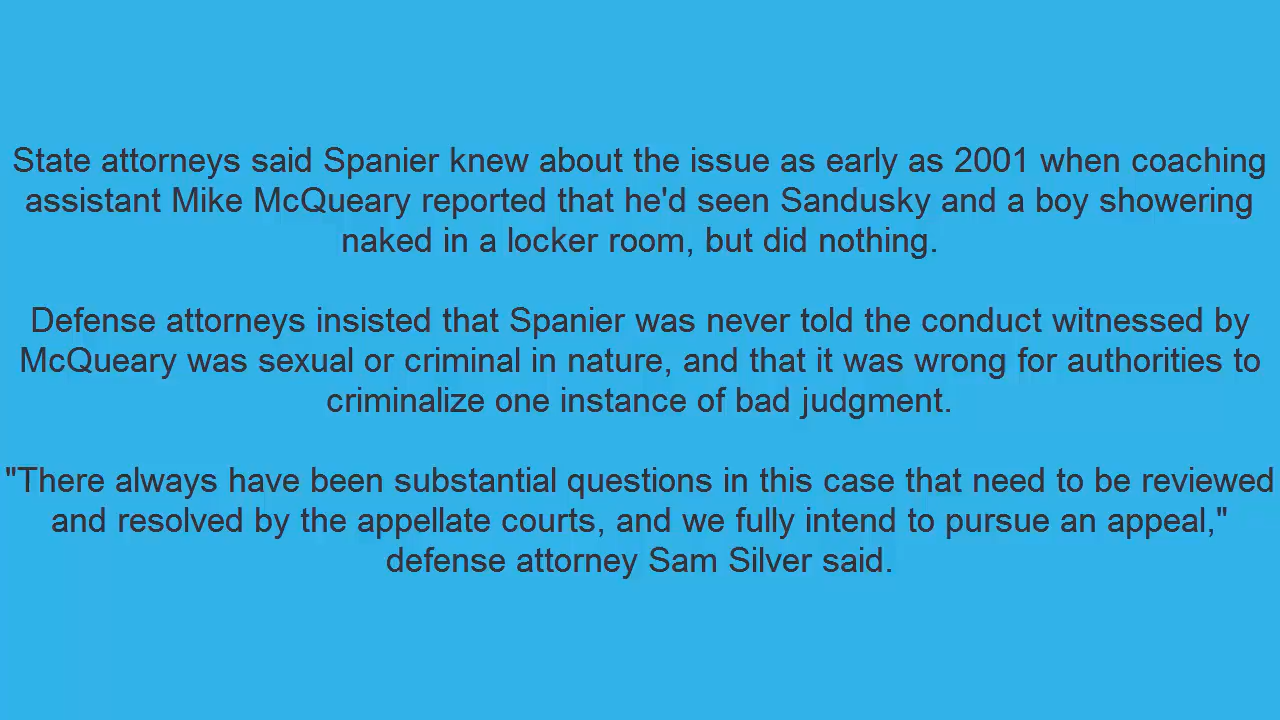 State attorneys said Spanier knew about the issue as early as 2001 when coaching
assistant Mike McQueary reported that he'd seen Sandusky and a boy showering
naked in a locker room, but did nothing.
Defense attorneys insisted that Spanier was never told the conduct witnessed by
McQueary was sexual or criminal in nature, and that it was wrong for authorities to
criminalize one instance of bad judgment.
"There always have been substantial questions in this case that need to be reviewed
and resolved by the appellate courts, and we fully intend to pursue an appeal,"
defense attorney Sam Silver said.